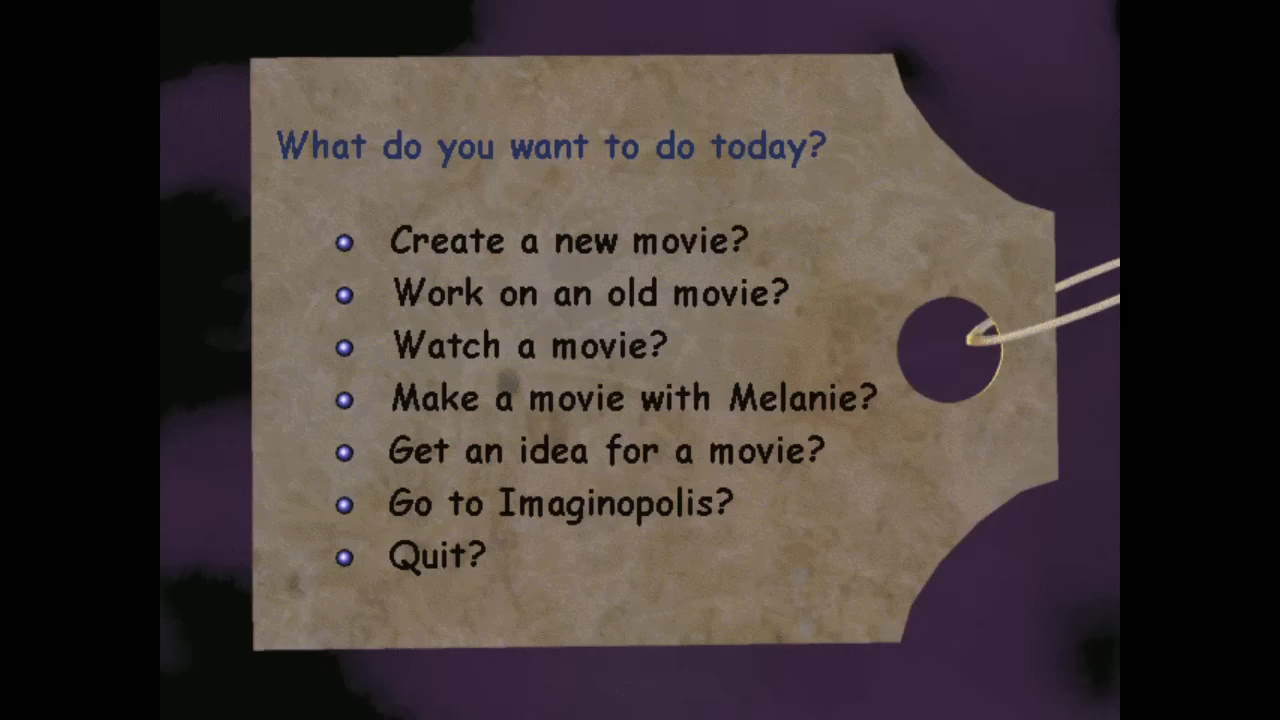 What do you want to do today?
Create a new movie?
Work on an old movie?
Watch a movie?
Make a movie with Melanie?
Get an idea for a movie?
Go to Imaginopolis?
Quit?